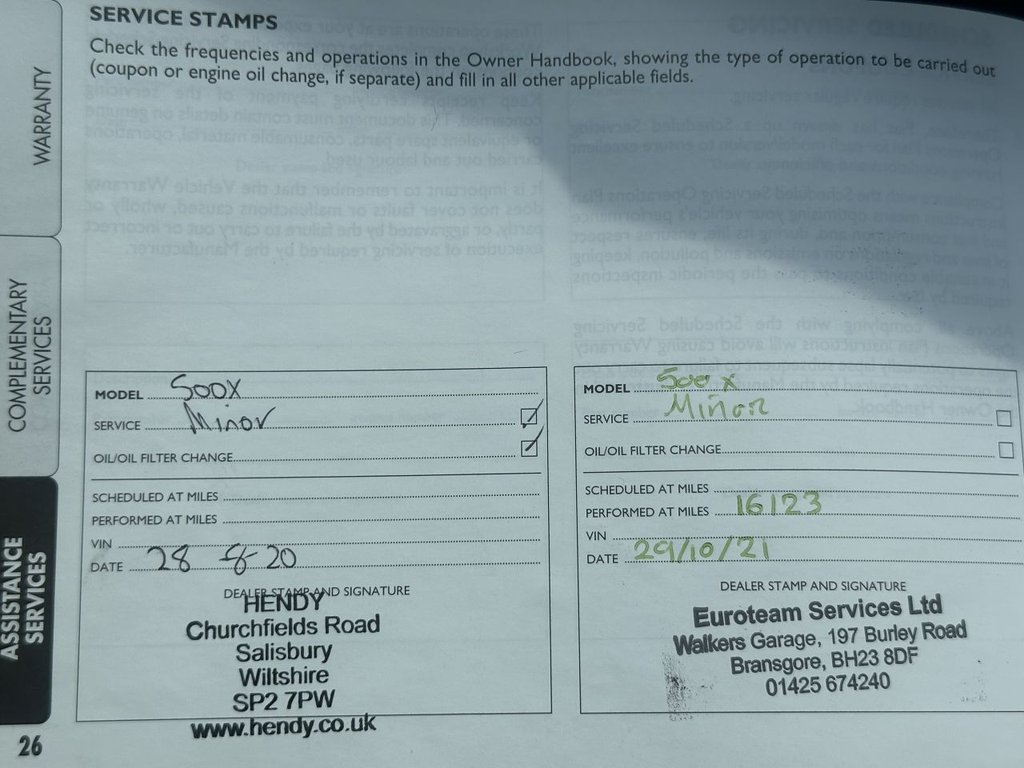 SERVICE STAMPS
Check the frequencies and operations in the Owner Handbook, showing the type of operation to be carried out
(coupon or engine oil change, if separate) and fill in all other applicable fields.
WARRANTY
COMPLEMENTARY
SERVICES
ASSISTANCE
SERVICES
26
MODEL 500X
SERVICE Minor
OIL/OIL FILTER CHANGE
SCHEDULED AT MILES
PERFORMED AT MILES
VIN
DATE 28 8-20
DEALER STAMP AND SIGNATURE
HENDY
Churchfields Road
Salisbury
Wiltshire
SP2 7PW
www.hendy.co.uk
MODEL 500 X
SERVICE Minor
OIL/OIL FILTER CHANGE
SCHEDULED AT MILES
PERFORMED AT MILES 16123
VIN
DATE 29/10/21
DEALER STAMP AND SIGNATURE
Euroteam Services Ltd
Walkers Garage, 197 Burley Road
Bransgore, BH23 8DF
01425 674240